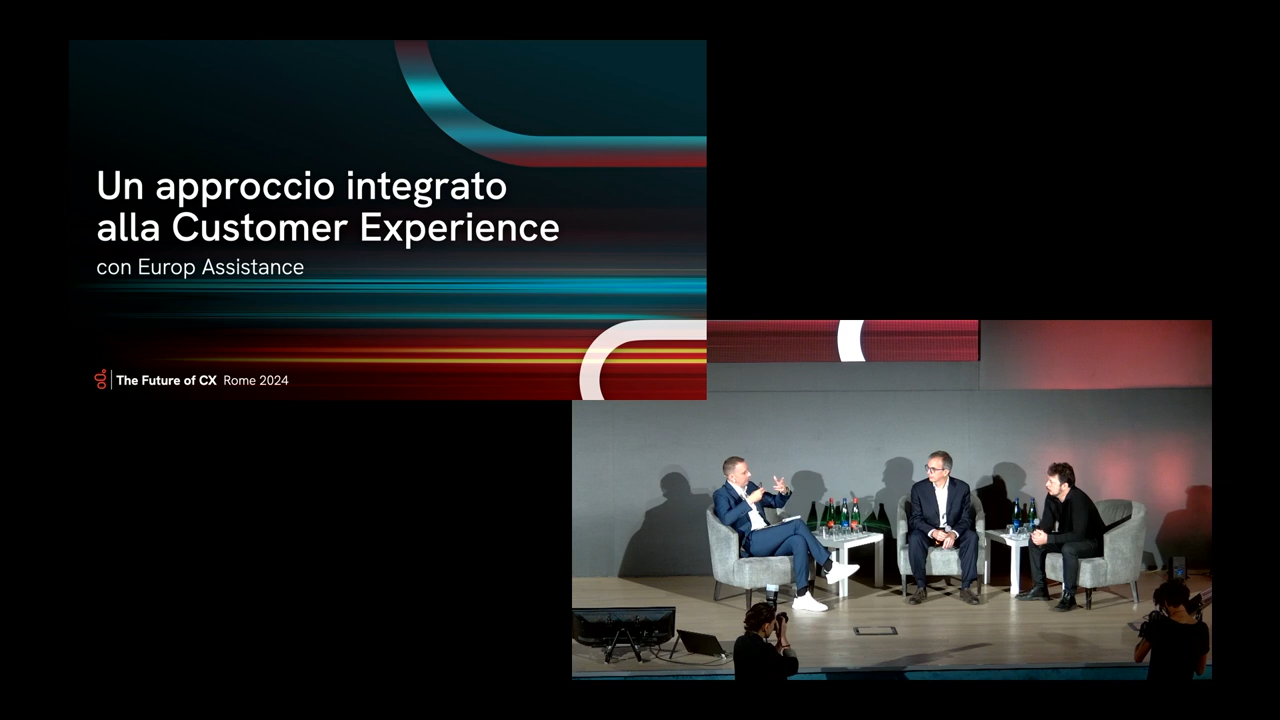 Un approccio integrato
alla Customer Experience
con Europ Assistance
The Future of CX Rome 2024